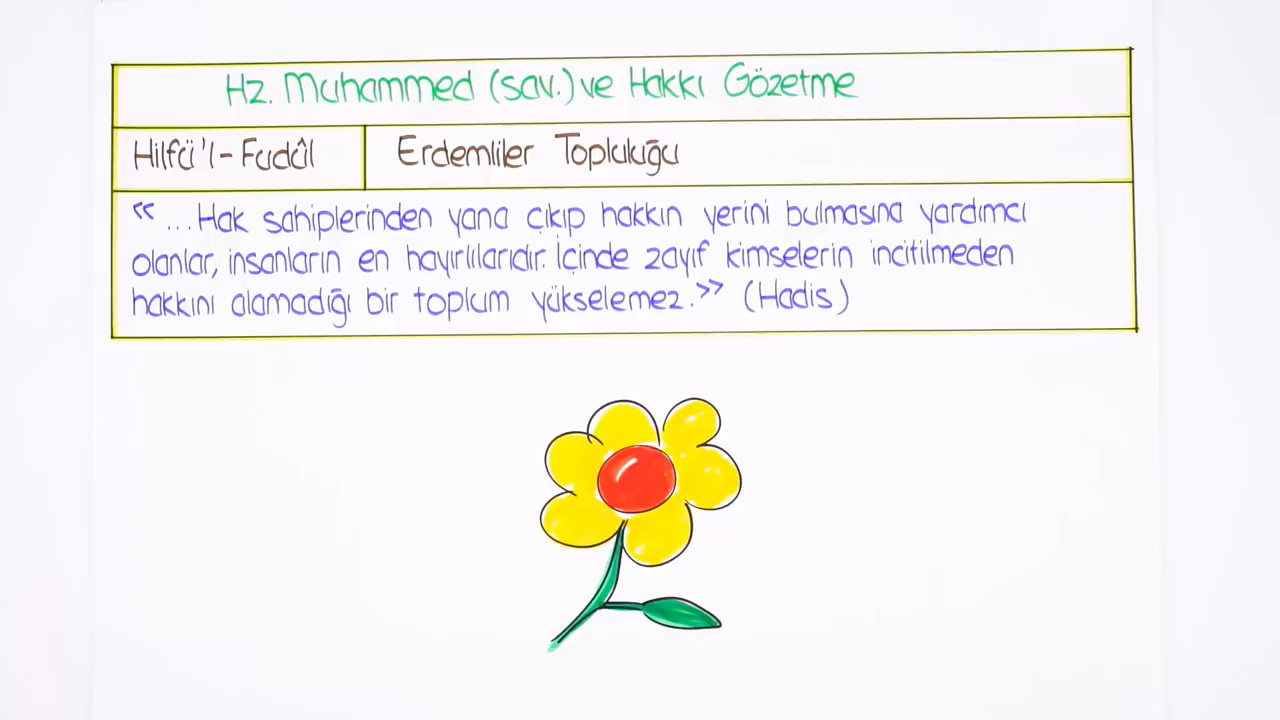 Hz. Muhammed (sav.) ve Hakkı Gözetme
Hilfü'l-Fudûl Erdemliler Topluluğu
«...Hak sahiplerinden yana çıkıp hakkın yerini bulmasına yardımcı
olanlar, insanların en hayırlılarıdır. İçinde zayıf kimselerin incitilmeden
hakkını alamadığı bir toplum yükselemez.» (Hadis)